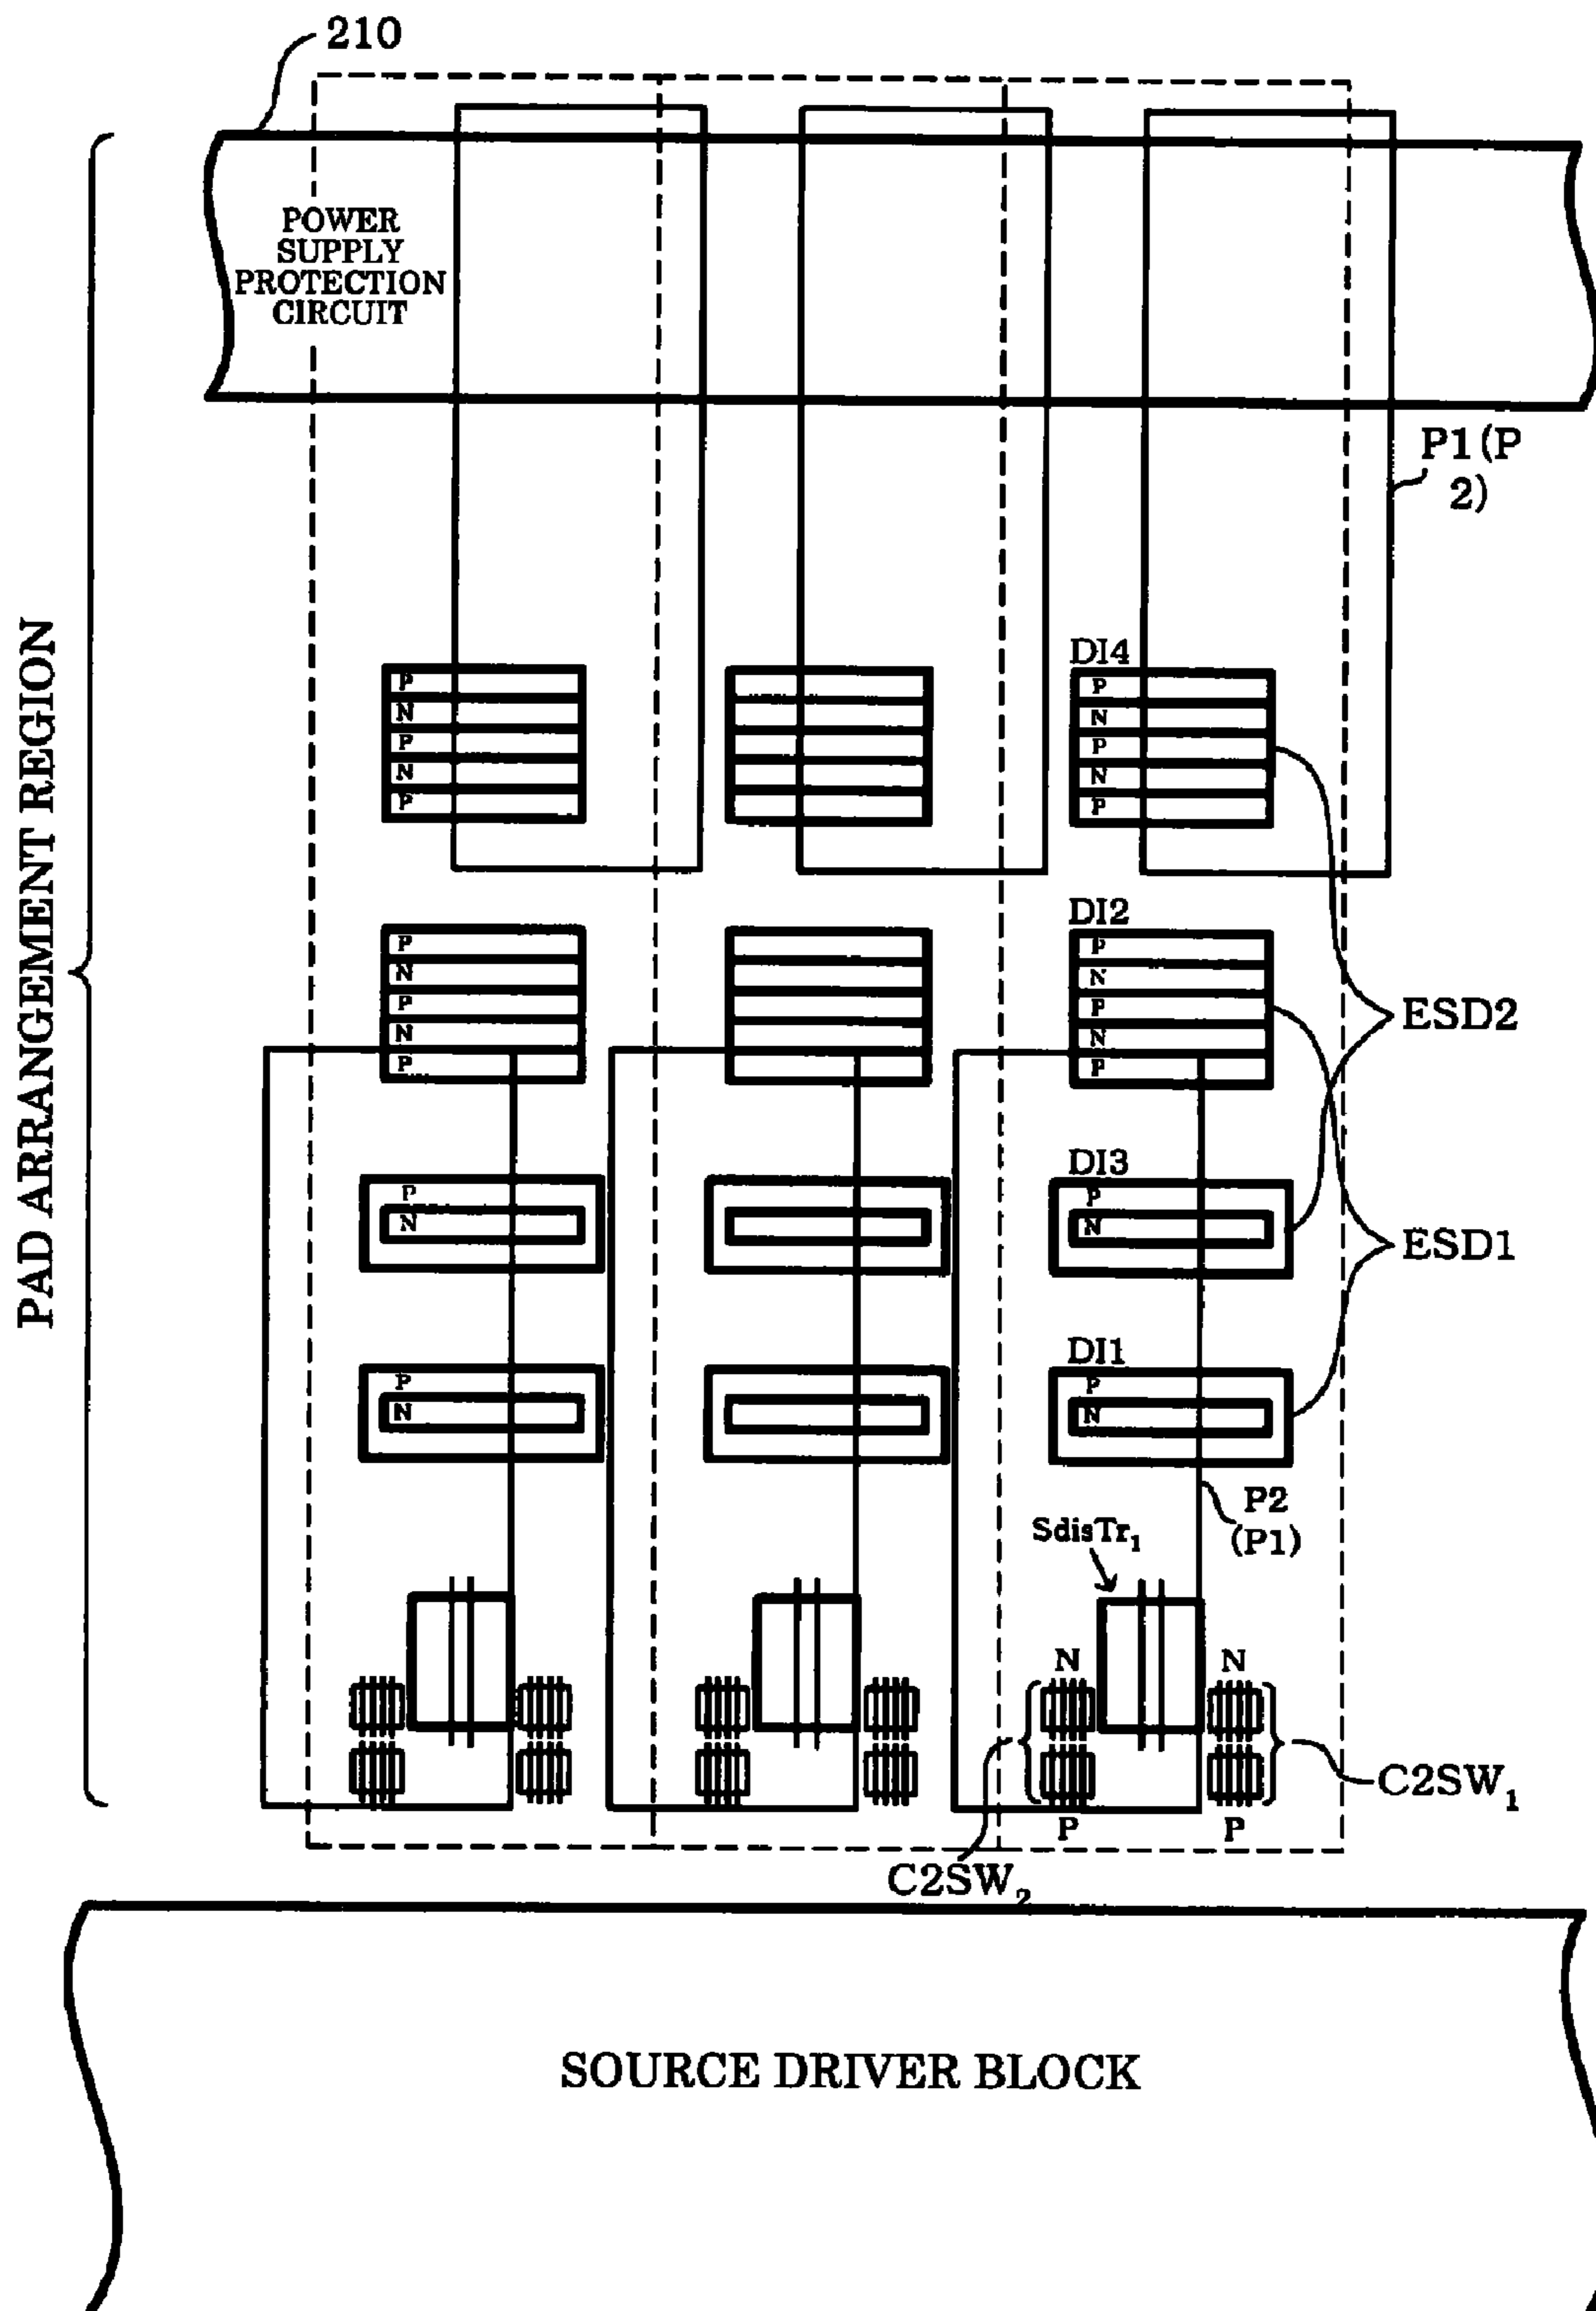 210
POWER
SUPPLY
PROTECTION
CIRCUIT
P1(P
2)
PAD ARRANGEMENT REGION
DI4
P
P
N
N
P
P
N
N
P
P
DI2
P
P
N
N
P
P
N
N
P
P
ESD2
DI3
P
P
N
N
ESD1
DI1
P
P
N
N
P2
(P1)
SdisTr1
N
N
C2SW1
P
P
C2SW2
SOURCE DRIVER BLOCK